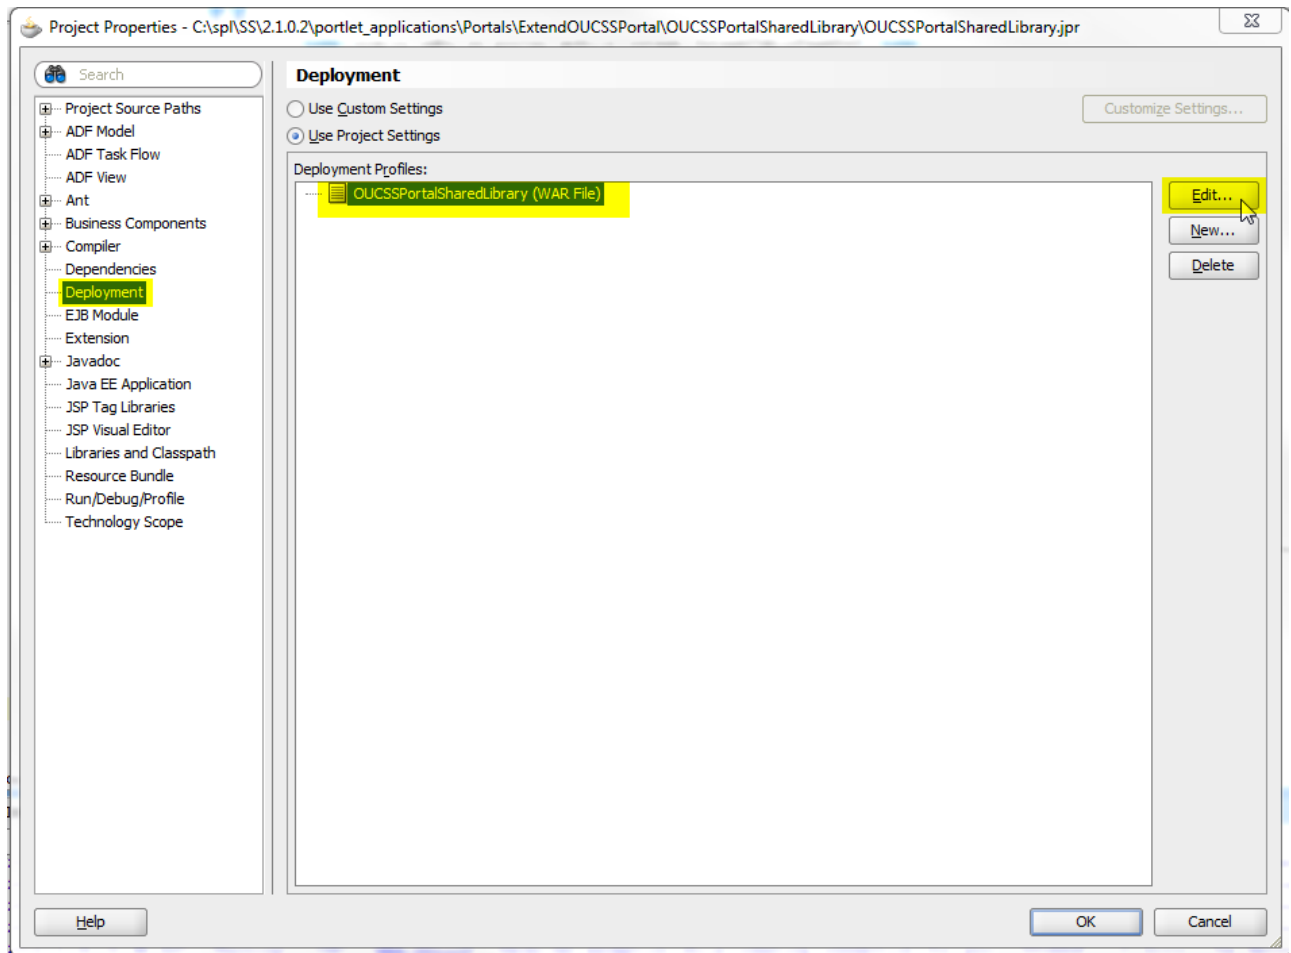 Project Properties - C:\spl\SS\2.1.0.2\portlet_applications\Portals\ExtendOUCSSPortal\OUCSSPortalSharedLibrary\OUCSSPortalSharedLibrary.jpr
Search
Project Source Paths
ADF Model
ADF Task Flow
ADF View
Ant
Business Components
Compiler
Dependencies
Deployment
EJB Module
Extension
Javadoc
Java EE Application
JSP Tag Libraries
JSP Visual Editor
Libraries and Classpath
Resource Bundle
Run/Debug/Profile
Technology Scope
Deployment
Use Custom Settings
Customize Settings...
Use Project Settings
Deployment Profiles:
OUCSSPortalSharedLibrary (WAR File)
Edit...
New...
Delete
Help
OK
Cancel